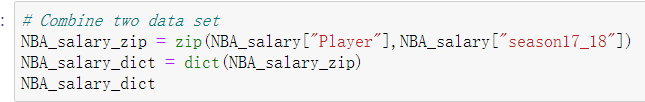 :
# Combine two data set
NBA_salary_zip = zip(NBA_salary["Player"],NBA_salary["season17_18"])
NBA_salary_dict = dict(NBA_salary_zip)
NBA_salary_dict